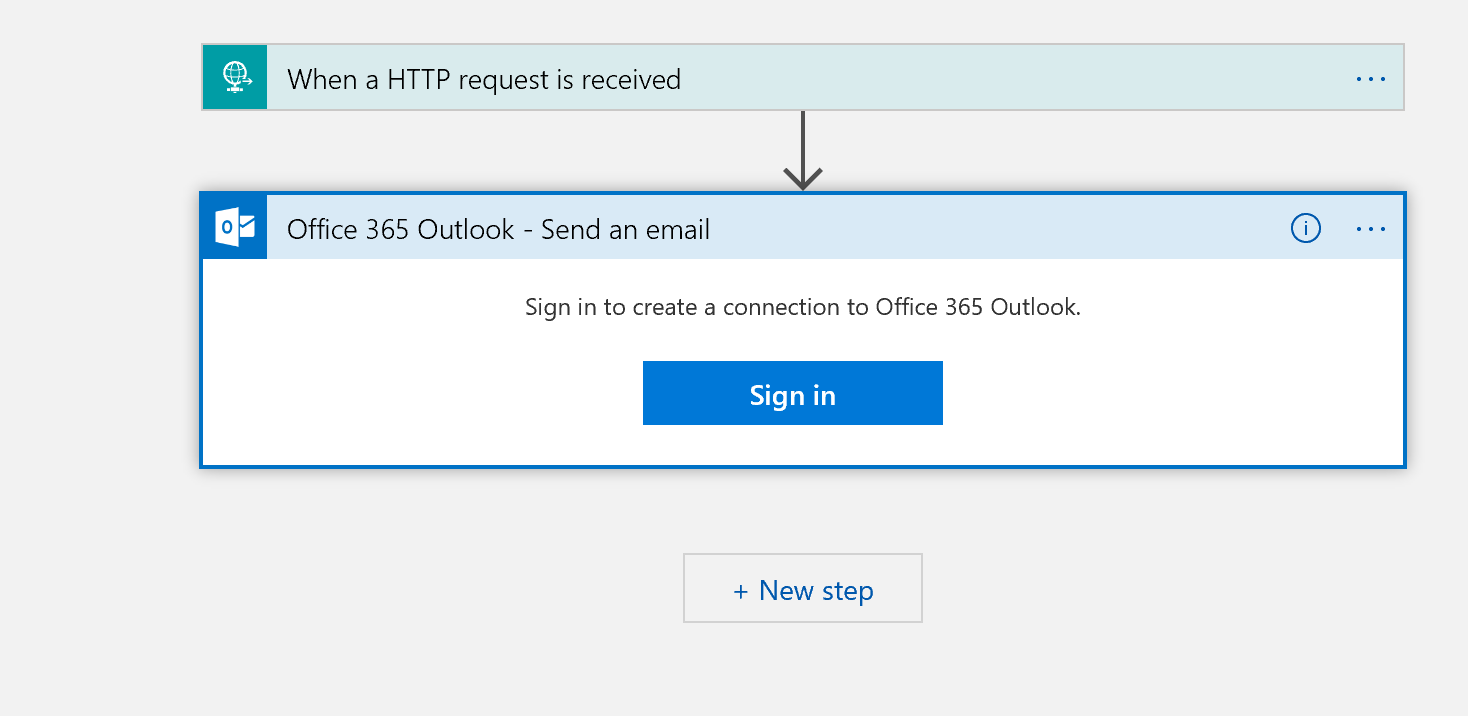 When a HTTP request is received
...
Office 365 Outlook - Send an email
i
...
Sign in to create a connection to Office 365 Outlook.
Sign in
+ New step